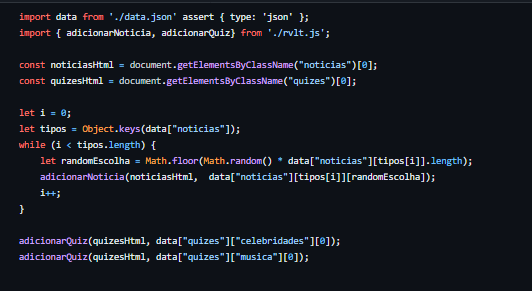 import data from './data.json' assert { type: 'json' };
import { adicionarNoticia, adicionarQuiz} from './rvlt.js';
const noticiasHtml = document.getElementsByClassName("noticias")[0];
const quizesHtml = document.getElementsByClassName("quizes")[0];
let i = 0;
let tipos = Object.keys(data["noticias"]);
while (i < tipos.length) {
let randomEscolha = Math.floor(Math.random() * data["noticias"][tipos[i]].length);
adicionarNoticia(noticiasHtml,  data["noticias"][tipos[i]][randomEscolha]);
i++;
}
adicionarQuiz(quizesHtml, data["quizes"]["celebridades"][0]);
adicionarQuiz(quizesHtml, data["quizes"]["musica"][0]);